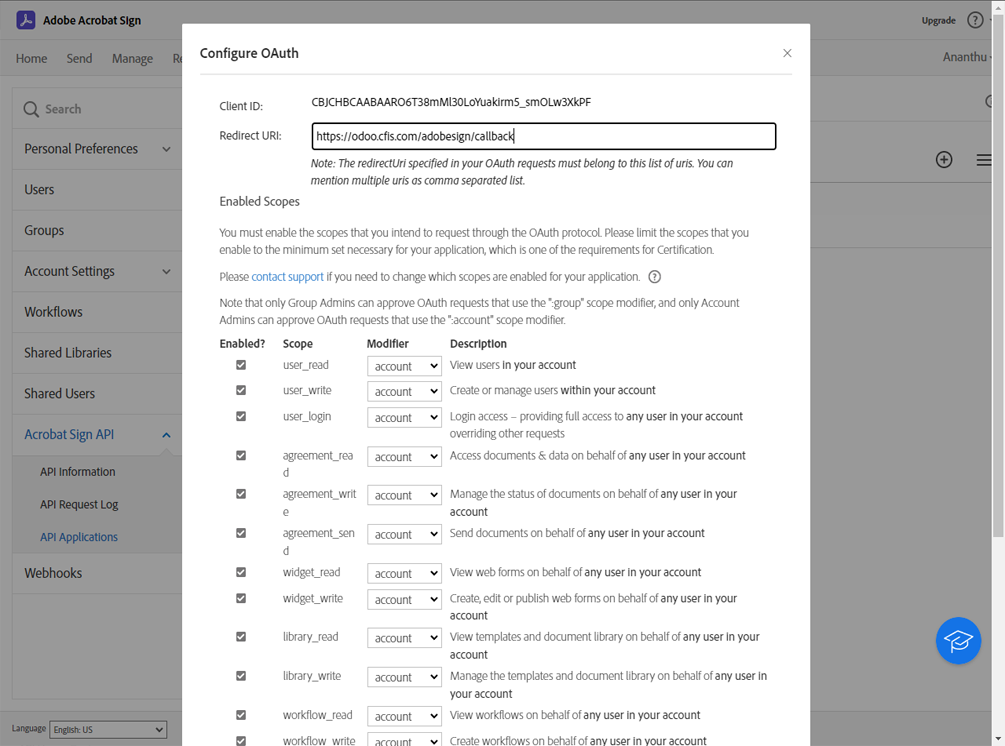 Adobe Acrobat Sign
Upgrade ?
Home Send Manage Re
Ananthu
Configure OAuth ×
Search
Personal Preferences
Users
Groups
Account Settings
Workflows
Shared Libraries
Shared Users
Acrobat Sign API
API Information
API Request Log
API Applications
Webhooks
Language English: US
Client ID: CBJCHBCAABAARO6T38mMl30LoYuakirm5_smOLw3XkPF
Redirect URI: https://odoo.cfis.com/adobesign/callback
Note: The redirectUri specified in your OAuth requests must belong to this list of uris. You can
mention multiple uris as comma separated list.
Enabled Scopes
You must enable the scopes that you intend to request through the OAuth protocol. Please limit the scopes that you
enable to the minimum set necessary for your application, which is one of the requirements for Certification.
Please contact support if you need to change which scopes are enabled for your application. ?
Note that only Group Admins can approve OAuth requests that use the ":group" scope modifier, and only Account
Admins can approve OAuth requests that use the ":account" scope modifier.
Enabled? Scope Modifier Description
user_read account View users in your account
user_write account Create or manage users within your account
user_login account Login access – providing full access to any user in your account
overriding other requests
agreement_rea account Access documents & data on behalf of any user in your account
d
agreement_writ account Manage the status of documents on behalf of any user in your
e account
agreement_sen account Send documents on behalf of any user in your account
d
widget_read account View web forms on behalf of any user in your account
widget_write account Create, edit or publish web forms on behalf of any user in your
account
library_read account View templates and document library on behalf of any user in your
account
library_write account Manage the templates and document library on behalf of any user in
your account
workflow_read account View workflows on behalf of any user in your account
workflow_write account Create workflows on behalf of any user in your account